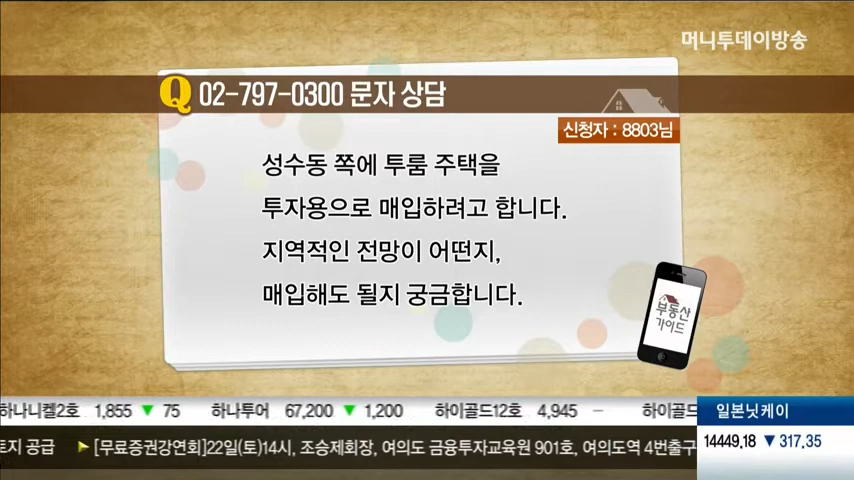 머니투데이방송
Q 02-797-0300 문자 상담
신청자 : 8803님
성수동 쪽에 투룸 주택을
투자용으로 매입하려고 합니다.
지역적인 전망이 어떤지,
매입해도 될지 궁금합니다.
부동산
가이드
하나니켈2호 1,855 ▼ 75 하나투어 67,200 ▼ 1,200 하이골드12호 4,945 - 하이골드
일본닛케이
14449.18 ▼ 317.35
토지 공급 ▶ [무료증권강연회]22일(토)14시, 조승제회장, 여의도 금융투자교육원 901호, 여의도역 4번출구